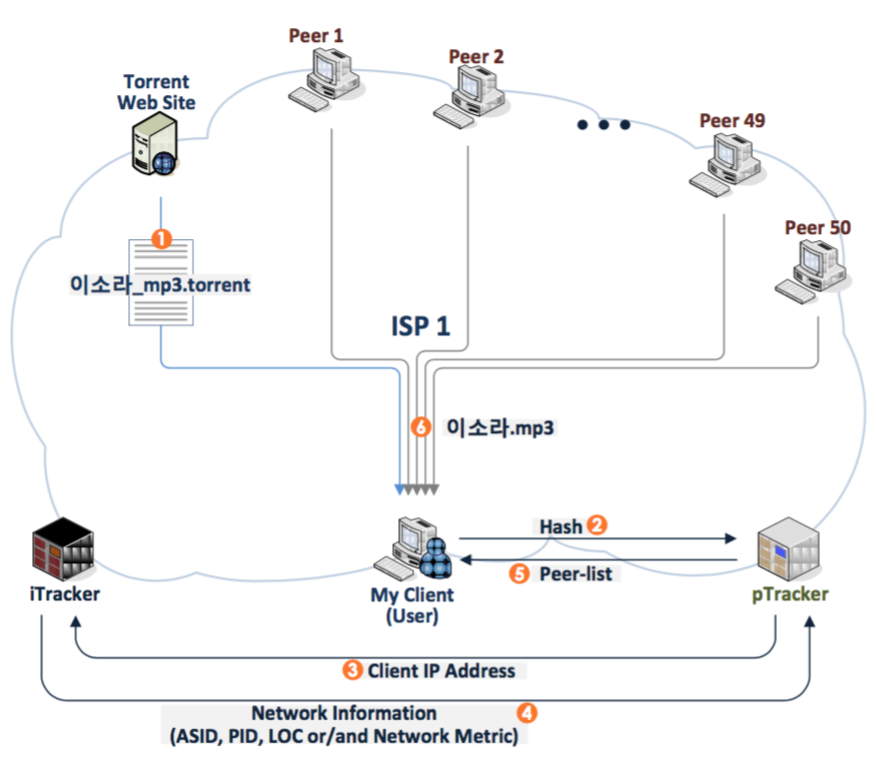 Peer 1
Peer 2
Torrent
Web Site
Peer 49
Peer 50
1
이소라_mp3.torrent
ISP 1
6 이소라.mp3
Hash 2
5 Peer-list
iTracker
My Client
(User)
pTracker
3 Client IP Address
Network Information 4
(ASID, PID, LOC or/and Network Metric)